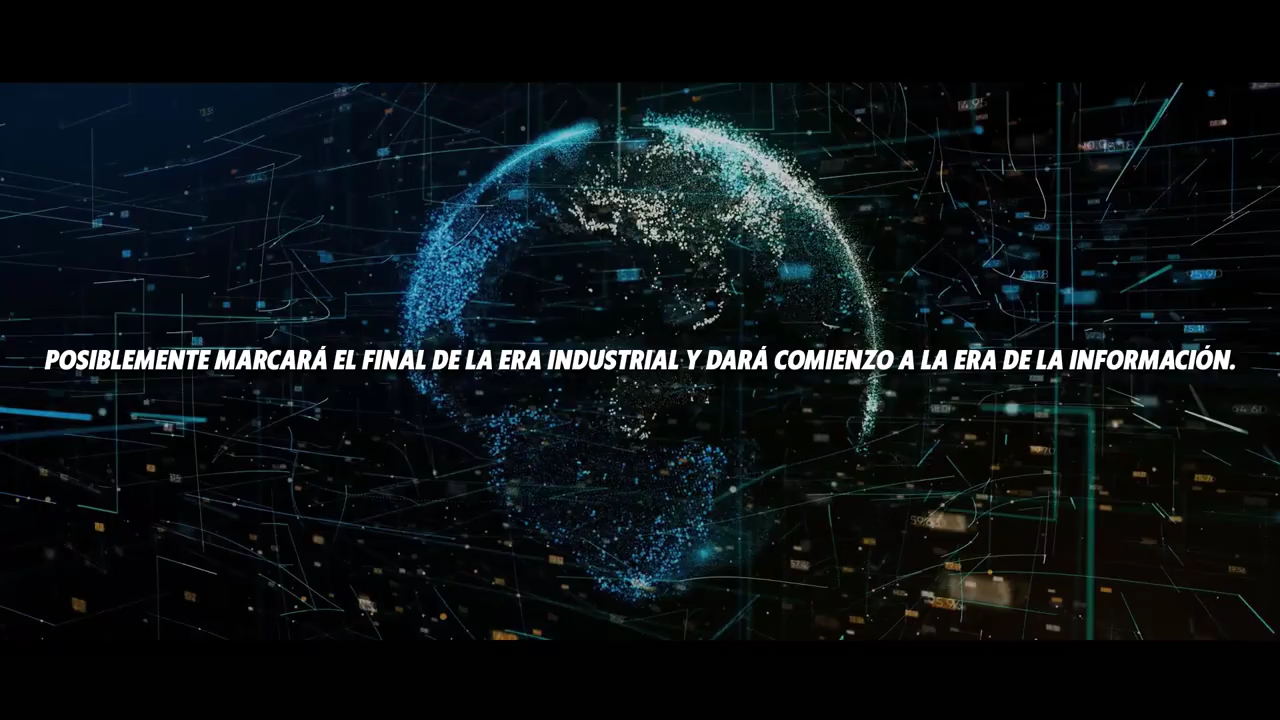 POSIBLEMENTE MARCARÁ EL FINAL DE LA ERA INDUSTRIAL Y DARÁ COMIENZO A LA ERA DE LA INFORMACIÓN.